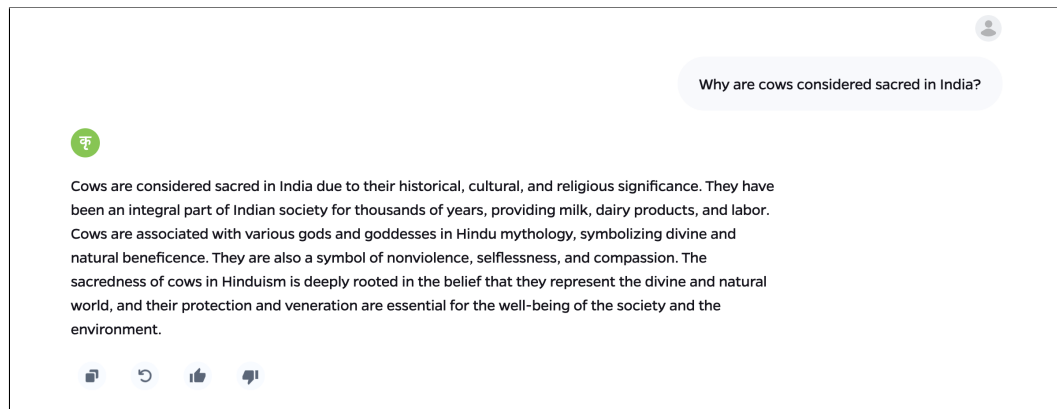 Why are cows considered sacred in India?
कृ
Cows are considered sacred in India due to their historical, cultural, and religious significance. They have
been an integral part of Indian society for thousands of years, providing milk, dairy products, and labor.
Cows are associated with various gods and goddesses in Hindu mythology, symbolizing divine and
natural beneficence. They are also a symbol of nonviolence, selflessness, and compassion. The
sacredness of cows in Hinduism is deeply rooted in the belief that they represent the divine and natural
world, and their protection and veneration are essential for the well-being of the society and the
environment.